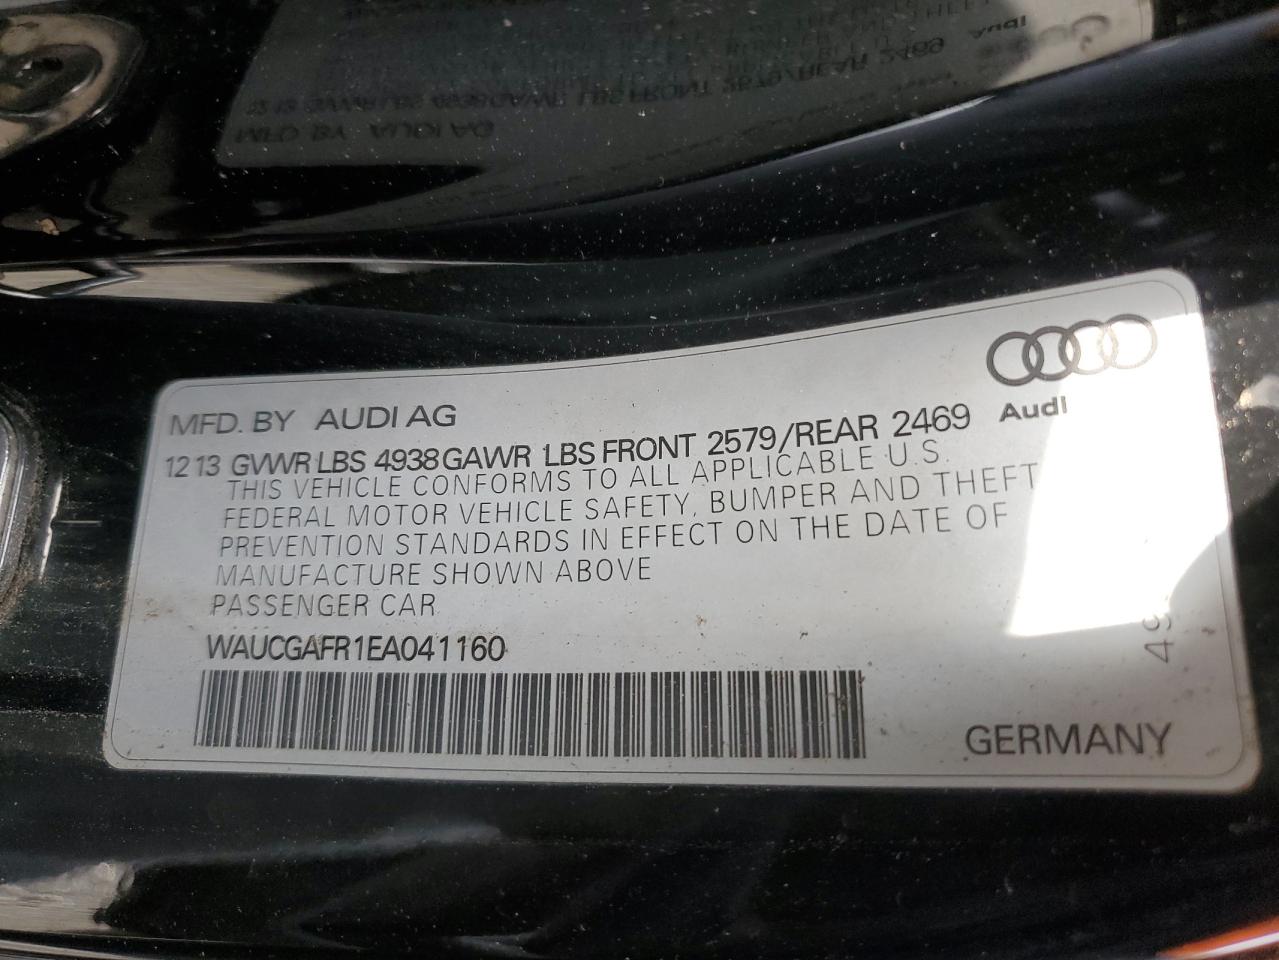 Audi
MFD. BY AUDI AG
12 13 GVWR LBS 4938 GAWR LBS FRONT 2579/REAR 2469
THIS VEHICLE CONFORMS TO ALL APPLICABLE U.S.
FEDERAL MOTOR VEHICLE SAFETY, BUMPER AND THEFT
PREVENTION STANDARDS IN EFFECT ON THE DATE OF
MANUFACTURE SHOWN ABOVE
PASSENGER CAR
WAUCGAFR1EA041160
GERMANY